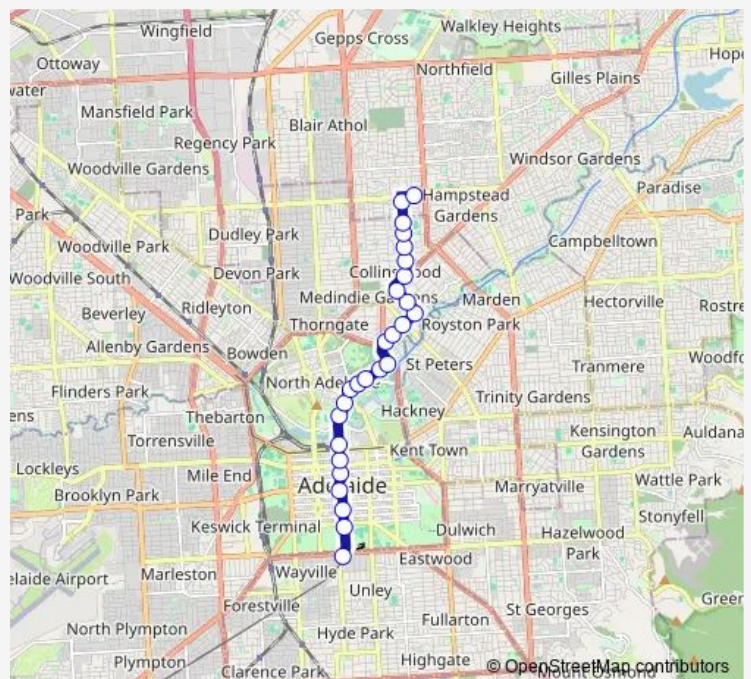 Wingfield
Gepps Cross
Walkley Heights
Ottoway
Northfield
Gilles Plains
Hope
water
Mansfield Park
Blair Athol
Regency Park
Woodville Gardens
Windsor Gardens
Hampstead
Gardens
Paradise
Park
Dudley Park
Woodville Park
Campbelltown
Woodville South
Devon Park
Collinswood
Medindie Gardens
Marden
Hectorville
Rostre
Beverley
Ridleyton
Thorngate
Royston Park
Allenby Gardens
Bowden
St Peters
Tranmere
Woodfo
Flinders Park
North Adelaide
Trinity Gardens
ens
Thebarton
Hackney
Torrensville
Kensington
Gardens
Auldana
Lockleys
Mile End
Kent Town
Brooklyn Park
Adelaide
Marryatville
Wattle Park
Stonyfell
Keswick Terminal
Dulwich
Hazelwood
Park
elaide Airport
Marleston
Wayville
Eastwood
Unley
Green
Forestville
St Georges
North Plympton
Hyde Park
Fullarton
Plympton
Clarence Park
Highgate
Mount Osmond
© OpenStreetMap contributors